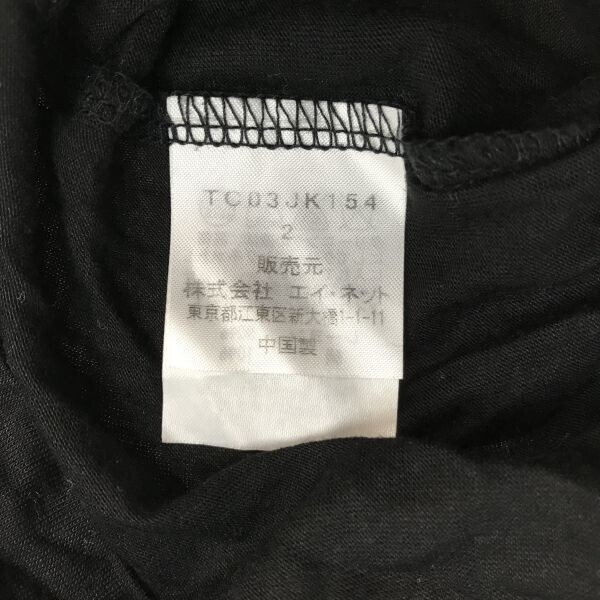 TC03JK154
2
販売元
株式会社 エイ・ネット
東京都江東区新大橋1-1-11
中国製